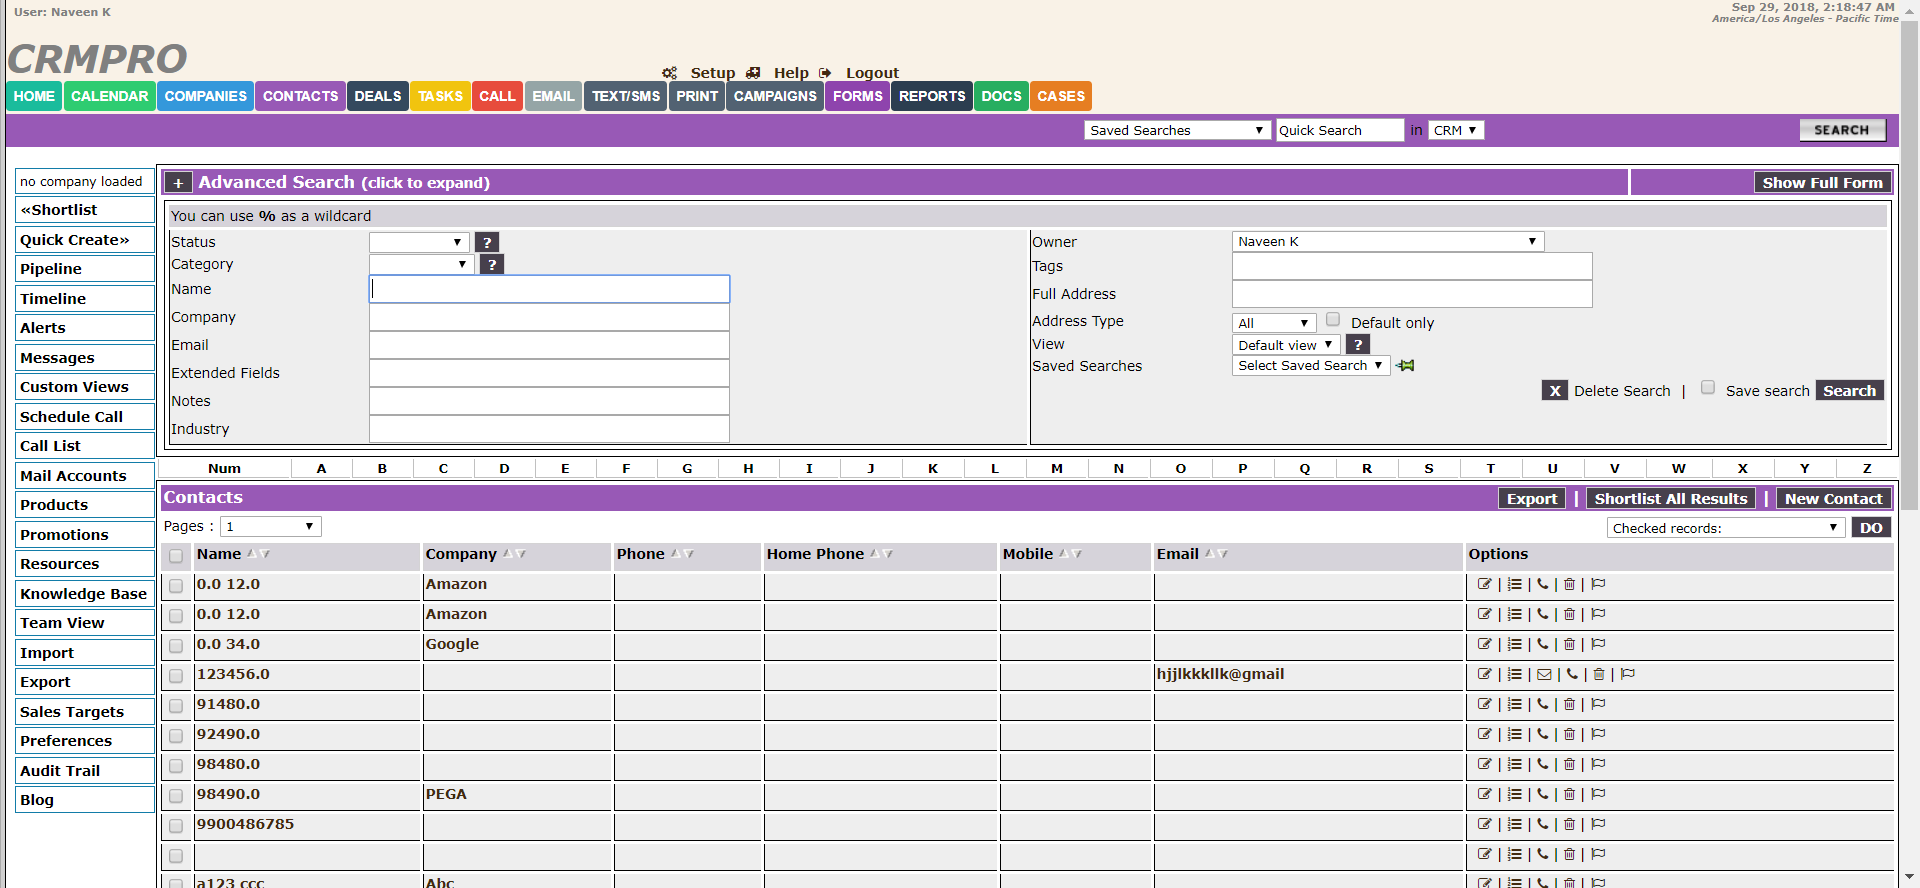 User: Naveen K
Sep 29, 2018, 2:18:47 AM
America/Los Angeles - Pacific Time
CRMPRO
Setup Help Logout
HOME CALENDAR COMPANIES CONTACTS DEALS TASKS CALL EMAIL TEXT/SMS PRINT CAMPAIGNS FORMS REPORTS DOCS CASES
Saved Searches Quick Search in CRM SEARCH
no company loaded
«Shortlist
Quick Create»
Pipeline
Timeline
Alerts
Messages
Custom Views
Schedule Call
Call List
Mail Accounts
Products
Promotions
Resources
Knowledge Base
Team View
Import
Export
Sales Targets
Preferences
Audit Trail
Blog
+ Advanced Search (click to expand) Show Full Form
You can use % as a wildcard
Status ?
Category ?
Name
Company
Email
Extended Fields
Notes
Industry
Owner Naveen K
Tags
Full Address
Address Type All Default only
View Default view ?
Saved Searches Select Saved Search
X Delete Search | Save search Search
Num A B C D E F G H I J K L M N O P Q R S T U V W X Y Z
Contacts Export | Shortlist All Results | New Contact
Pages : 1 Checked records: DO
Name Company Phone Home Phone Mobile Email Options
0.0 12.0 Amazon | | | |
0.0 12.0 Amazon | | | |
0.0 34.0 Google | | | |
123456.0 hjjlkkkllk@gmail | | | | |
91480.0 | | | |
92490.0 | | | |
98480.0 | | | |
98490.0 PEGA | | | |
9900486785 | | | |
| | | |
a123 ccc Abc | | | |